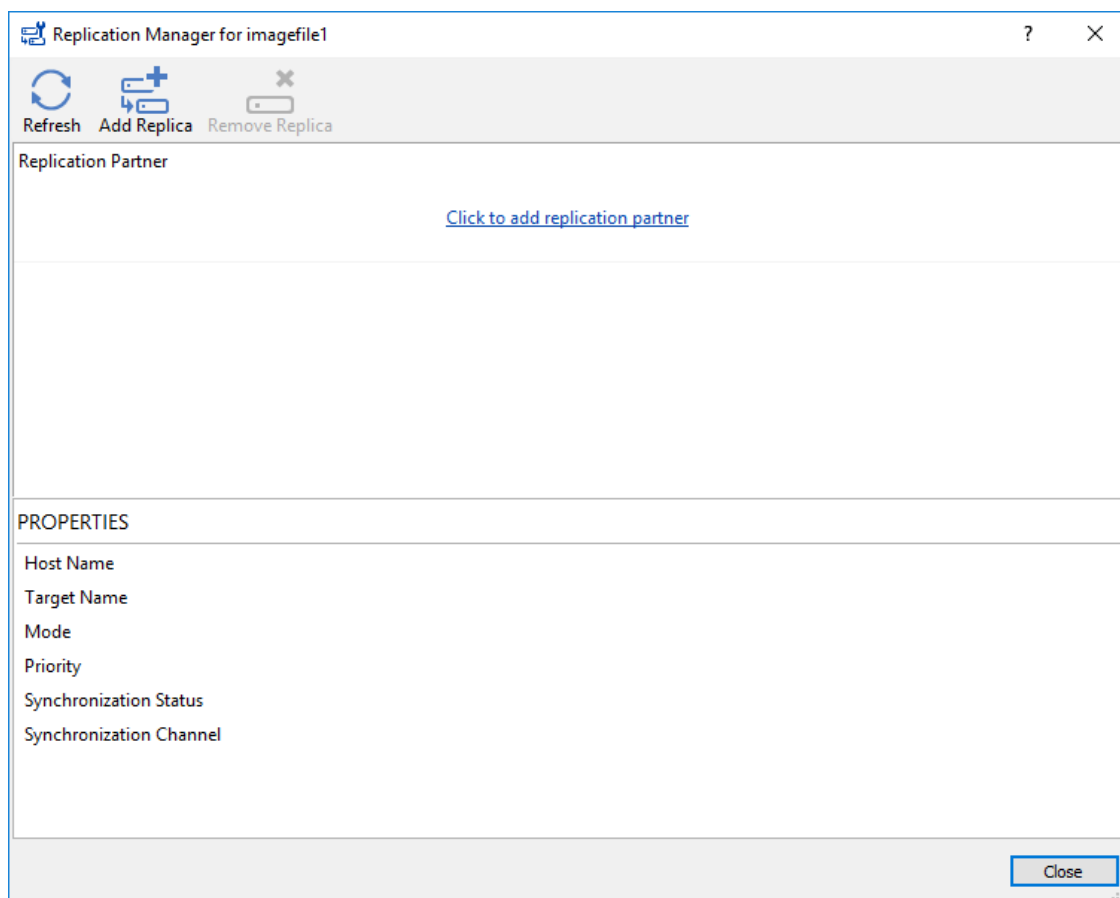 Replication Manager for imagefile1
?
Refresh Add Replica Remove Replica
Replication Partner
Click to add replication partner
PROPERTIES
Host Name
Target Name
Mode
Priority
Synchronization Status
Synchronization Channel
Close